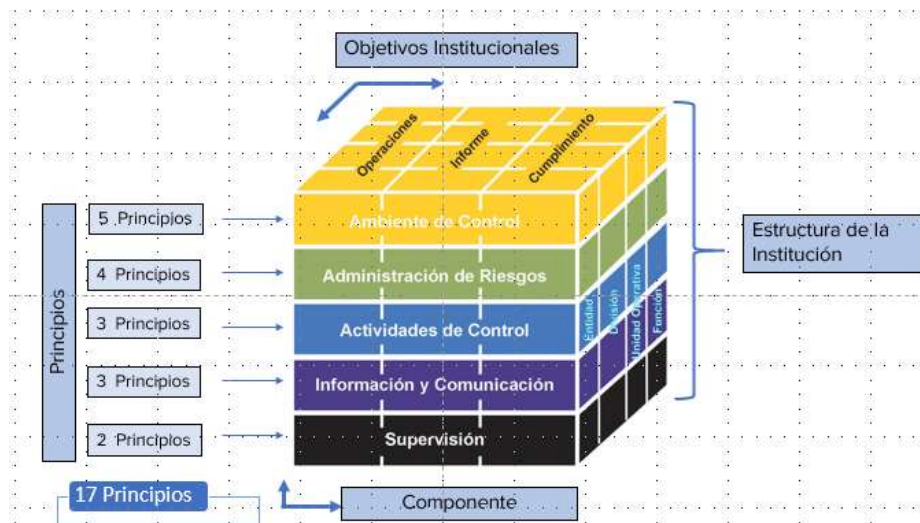 Objetivos Institucionales
Operaciones
Informe
Cumplimiento
Principios
5 Principios
4 Principios
3 Principios
3 Principios
2 Principios
17 Principios
Ambiente de Control
Administración de Riesgos
Actividades de Control
Información y Comunicación
Supervisión
Entidad
División
Unidad Operativa
Función
Estructura de la
Institución
Componente